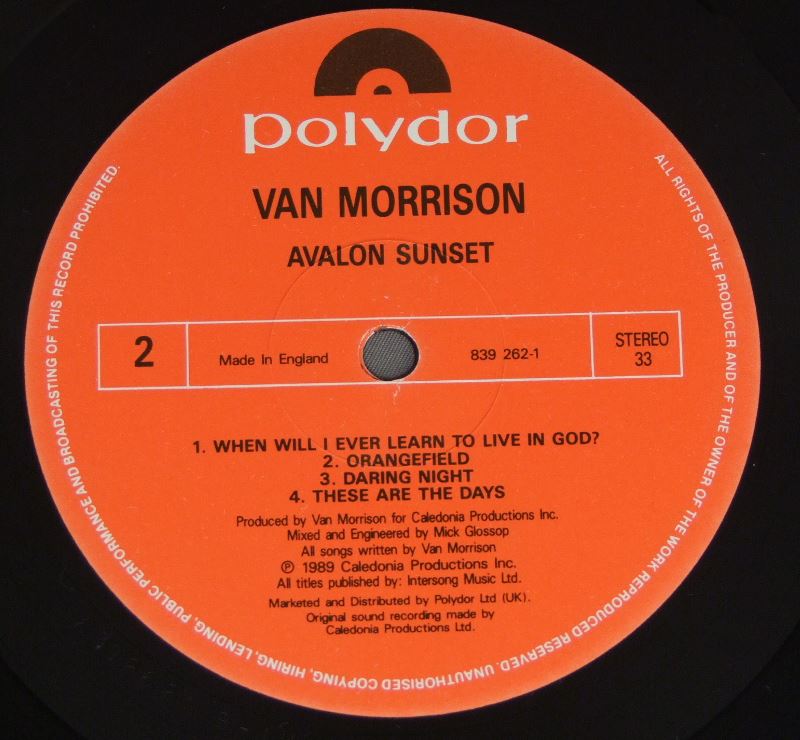 polydor
VAN MORRISON
AVALON SUNSET
2
Made In England
839 262-1
STEREO
33
1. WHEN WILL I EVER LEARN TO LIVE IN GOD?
2. ORANGEFIELD
3. DARING NIGHT
4. THESE ARE THE DAYS
Produced by Van Morrison for Caledonia Productions Inc.
Mixed and Engineered by Mick Glossop
All songs written by Van Morrison
℗ 1989 Caledonia Productions Inc.
All titles published by: Intersong Music Ltd.
Marketed and Distributed by Polydor Ltd (UK).
Original sound recording made by
Caledonia Productions Ltd.
ALL RIGHTS OF THE PRODUCER AND OF THE OWNER OF THE WORK REPRODUCED RESERVED. UNAUTHORISED COPYING, HIRING, LENDING, PUBLIC PERFORMANCE AND BROADCASTING OF THIS RECORD PROHIBITED.